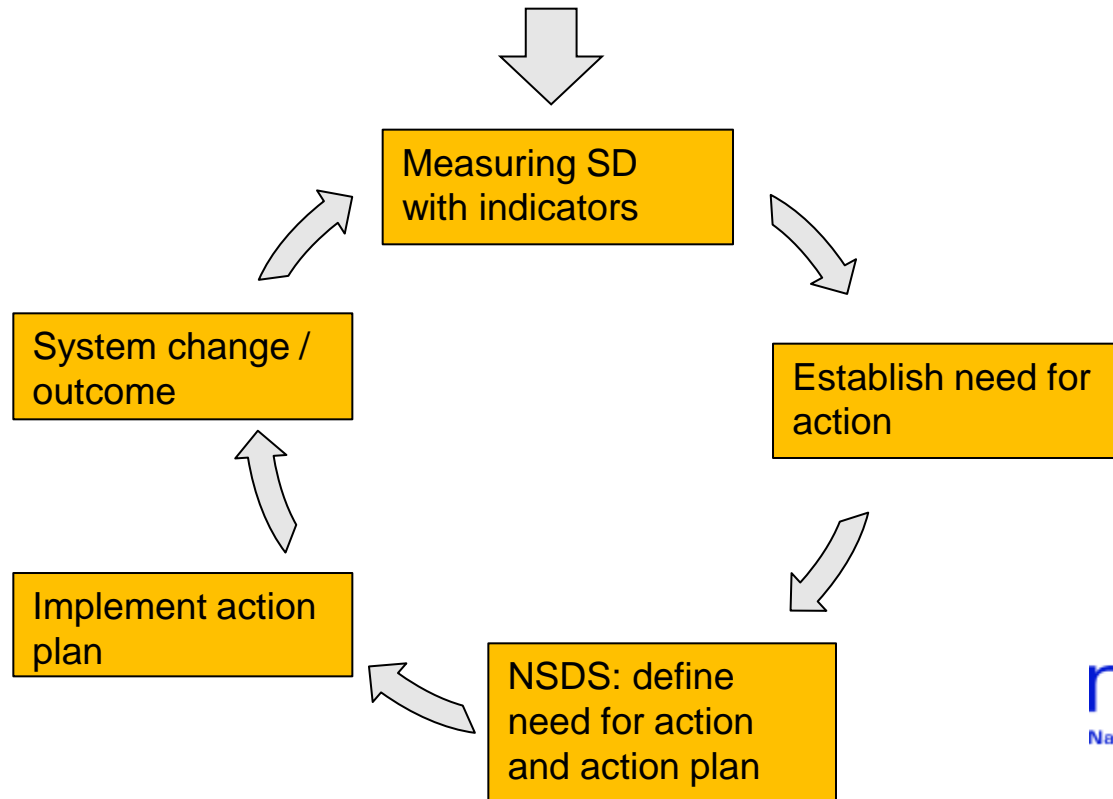 Measuring SD
with indicators
Establish need for
action
NSDS: define
need for action
and action plan
Implement action
plan
System change /
outcome